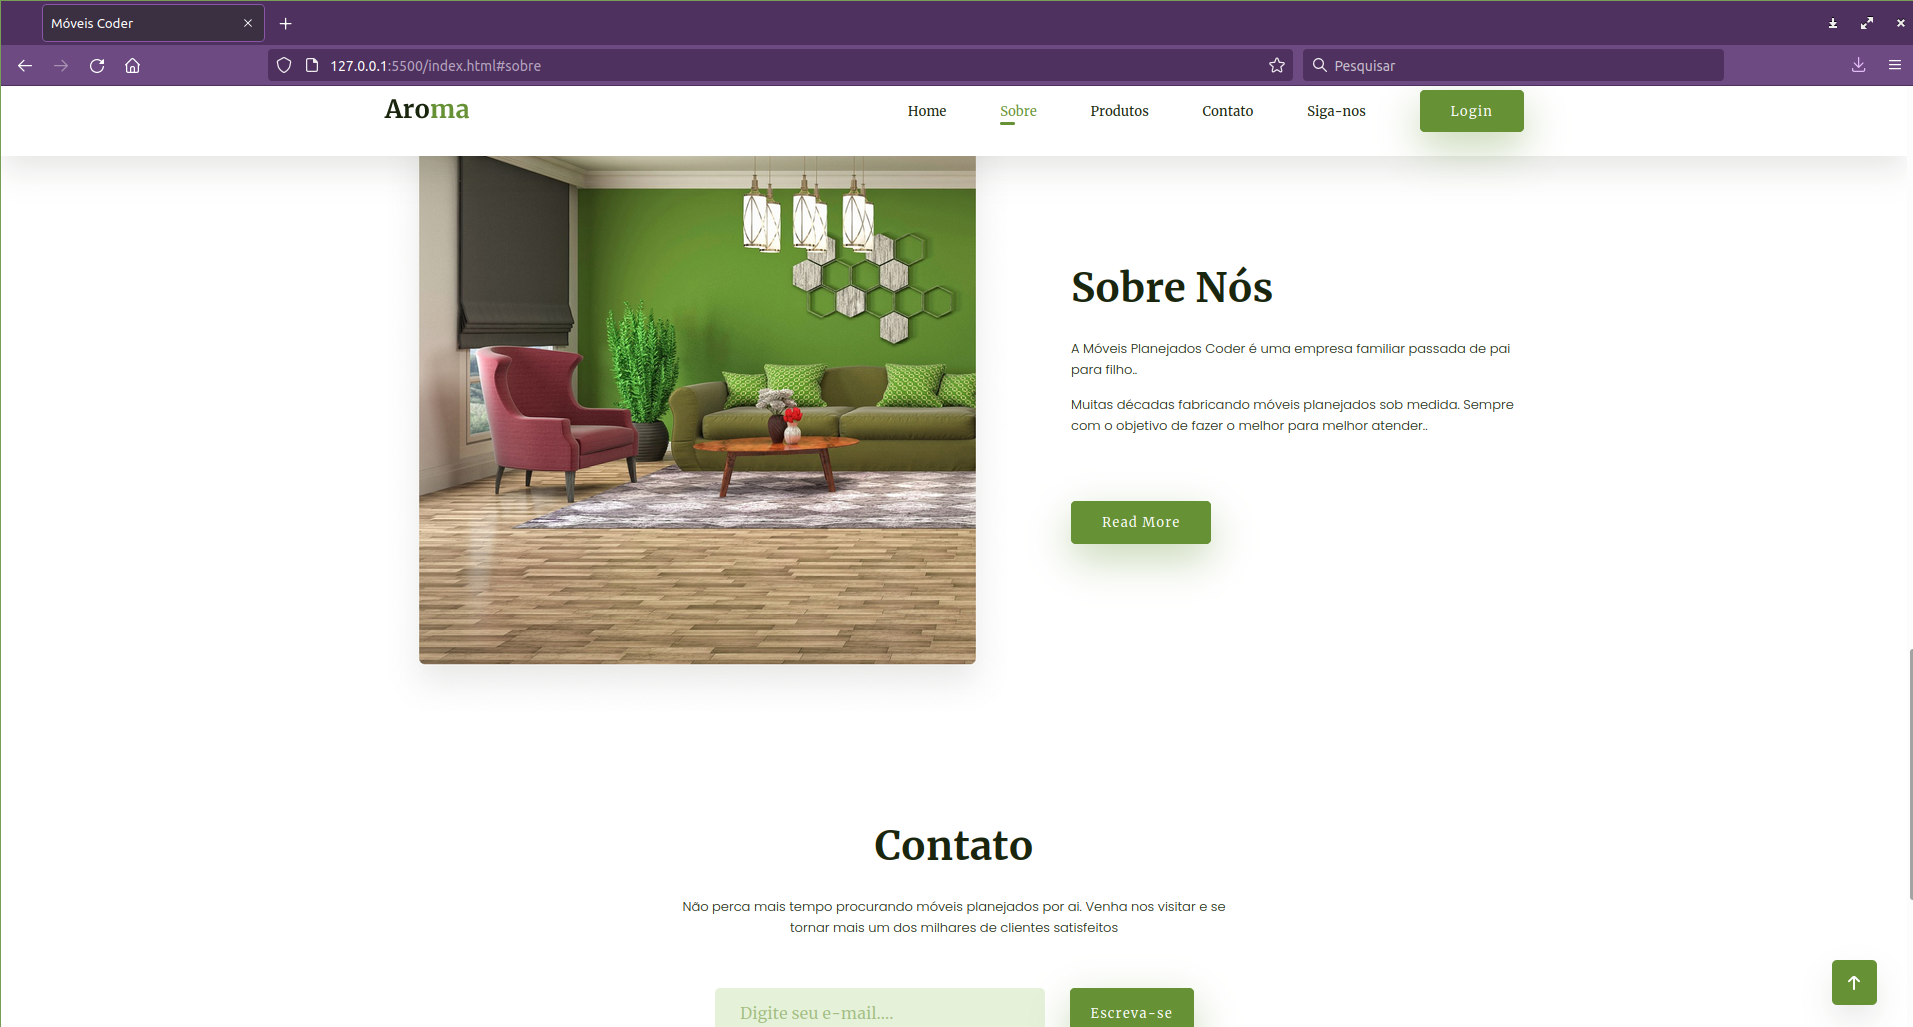 Móveis Coder
127.0.0.1:5500/index.html#sobre
Pesquisar
Aroma
Home
Sobre
Produtos
Contato
Siga-nos
Login
Sobre Nós
A Móveis Planejados Coder é uma empresa familiar passada de pai
para filho..
Muitas décadas fabricando móveis planejados sob medida. Sempre
com o objetivo de fazer o melhor para melhor atender..
Read More
Contato
Não perca mais tempo procurando móveis planejados por ai. Venha nos visitar e se
tornar mais um dos milhares de clientes satisfeitos
Digite seu e-mail....
Escreva-se